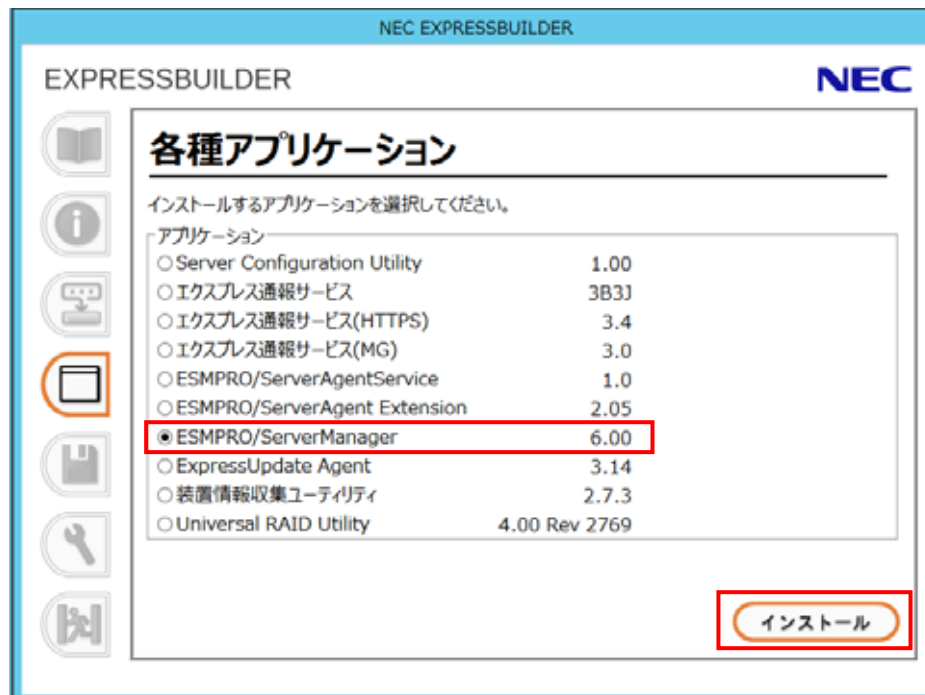 NEC EXPRESSBUILDER
EXPRESSBUILDER NEC
各種アプリケーション
インストールするアプリケーションを選択してください。
アプリケーション
Server Configuration Utility 1.00
エクスプレス通報サービス 3B3J
エクスプレス通報サービス(HTTPS) 3.4
エクスプレス通報サービス(MG) 3.0
ESMPRO/ServerAgentService 1.0
ESMPRO/ServerAgent Extension 2.05
ESMPRO/ServerManager 6.00
ExpressUpdate Agent 3.14
装置情報収集ユーティリティ 2.7.3
Universal RAID Utility 4.00 Rev 2769
インストール